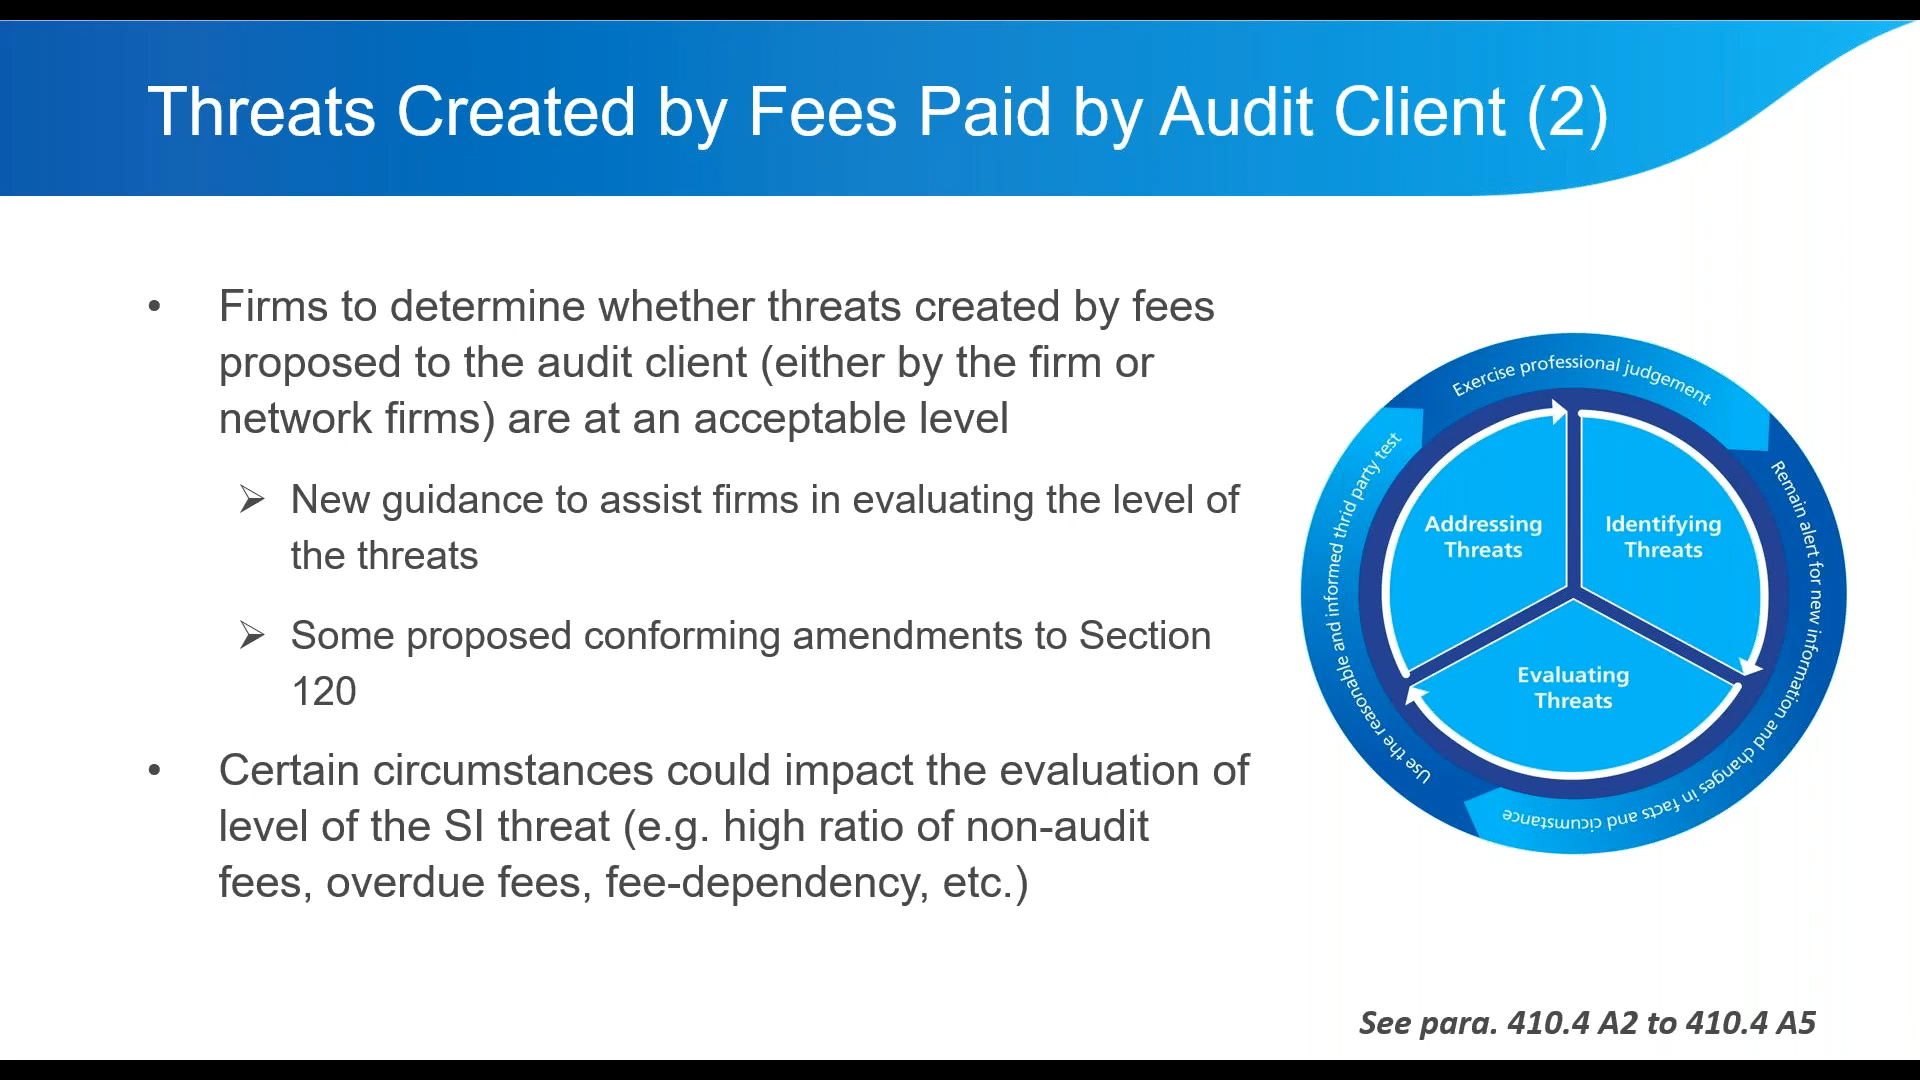 Threats Created by Fees Paid by Audit Client (2)
• Firms to determine whether threats created by fees
proposed to the audit client (either by the firm or
network firms) are at an acceptable level
➢ New guidance to assist firms in evaluating the level of
the threats
➢ Some proposed conforming amendments to Section
120
• Certain circumstances could impact the evaluation of
level of the SI threat (e.g. high ratio of non-audit
fees, overdue fees, fee-dependency, etc.)
Exercise professional judgement
Remain alert for new information and changes in facts and cicumstance
Use the reasonable and informed thrid party test
Addressing
Threats
Identifying
Threats
Evaluating
Threats
See para. 410.4 A2 to 410.4 A5